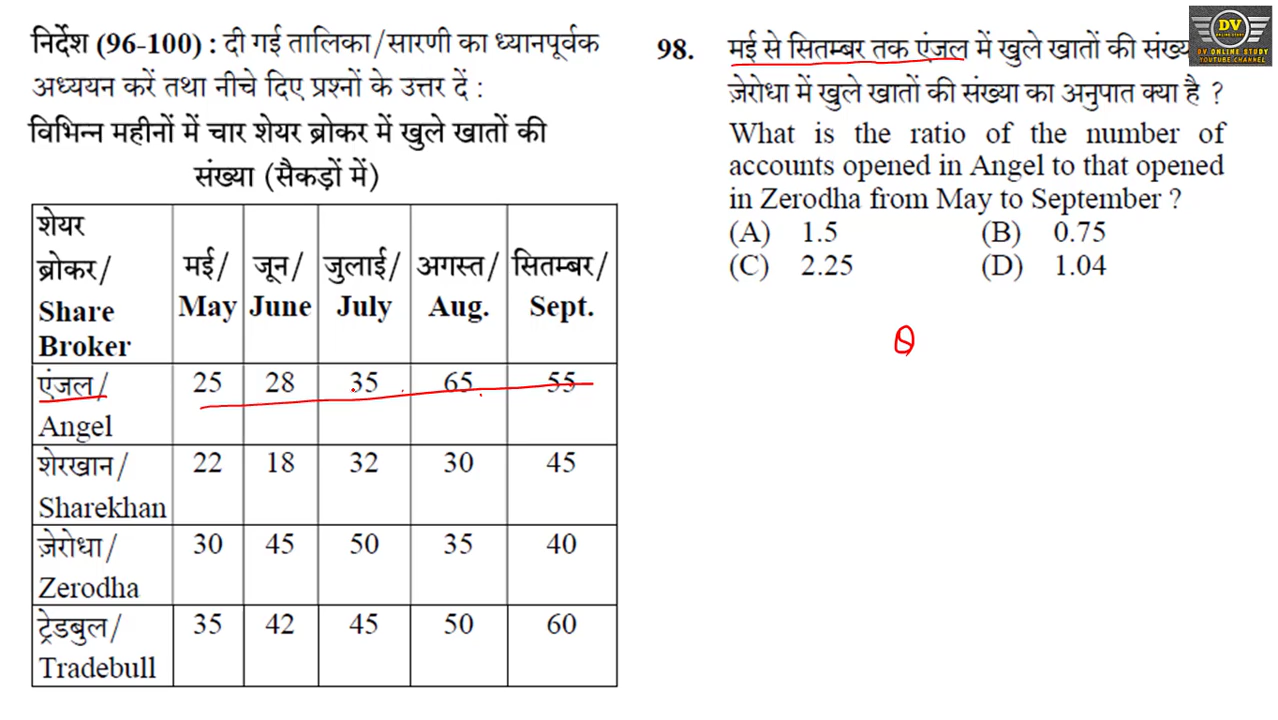 निर्देश (96-100) : दी गई तालिका/सारणी का ध्यानपूर्वक
अध्ययन करें तथा नीचे दिए प्रश्नों के उत्तर दें :
विभिन्न महीनों में चार शेयर ब्रोकर में खुले खातों की
संख्या (सैकड़ों में)
शेयर ब्रोकर/ Share Broker | मई/ May | जून/ June | जुलाई/ July | अगस्त/ Aug. | सितम्बर/ Sept.
एंजल/ Angel | 25 | 28 | 35 | 65 | 55
शेरखान/ Sharekhan | 22 | 18 | 32 | 30 | 45
ज़ेरोधा/ Zerodha | 30 | 45 | 50 | 35 | 40
ट्रेडबुल/ Tradebull | 35 | 42 | 45 | 50 | 60
98. मई से सितम्बर तक एंजल में खुले खातों की
ज़ेरोधा में खुले खातों की संख्या का अनुपात क्या है ?
What is the ratio of the number of
accounts opened in Angel to that opened
in Zerodha from May to September ?
(A) 1.5 (B) 0.75
(C) 2.25 (D) 1.04
DV
DV ONLINE STUDY
YOUTUBE CHANNEL